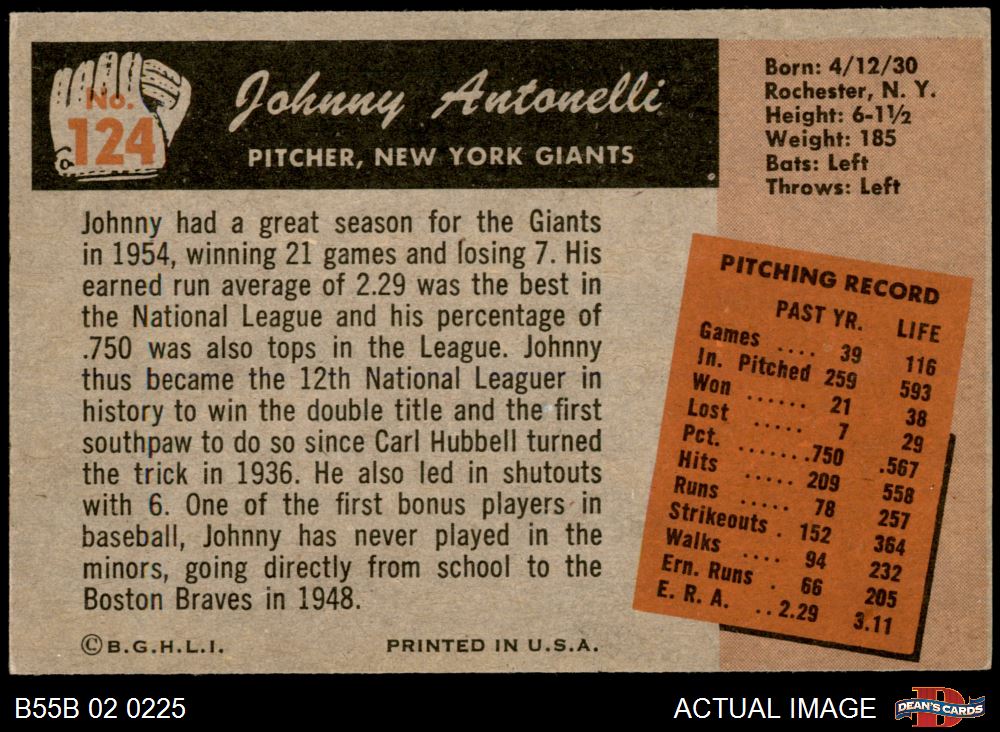 No.
124
Johnny Antonelli
PITCHER, NEW YORK GIANTS
Born: 4/12/30
Rochester, N. Y.
Height: 6-1½
Weight: 185
Bats: Left
Throws: Left
Johnny had a great season for the Giants
in 1954, winning 21 games and losing 7. His
earned run average of 2.29 was the best in
the National League and his percentage of
.750 was also tops in the League. Johnny
thus became the 12th National Leaguer in
history to win the double title and the first
southpaw to do so since Carl Hubbell turned
the trick in 1936. He also led in shutouts
with 6. One of the first bonus players in
baseball, Johnny has never played in the
minors, going directly from school to the
Boston Braves in 1948.
PITCHING RECORD
PAST YR. LIFE
Games .... 39 116
In. Pitched 259 593
Won ...... 21 38
Lost ..... 7 29
Pct. .......750 .567
Hits ..... 209 558
Runs ..... 78 257
Strikeouts . 152 364
Walks .... 94 232
Ern. Runs . 66 205
E. R. A. ..2.29 3.11
©B.G.H.L.I. PRINTED IN U.S.A.
B55B 02 0225 ACTUAL IMAGE
D
DEAN'S CARDS